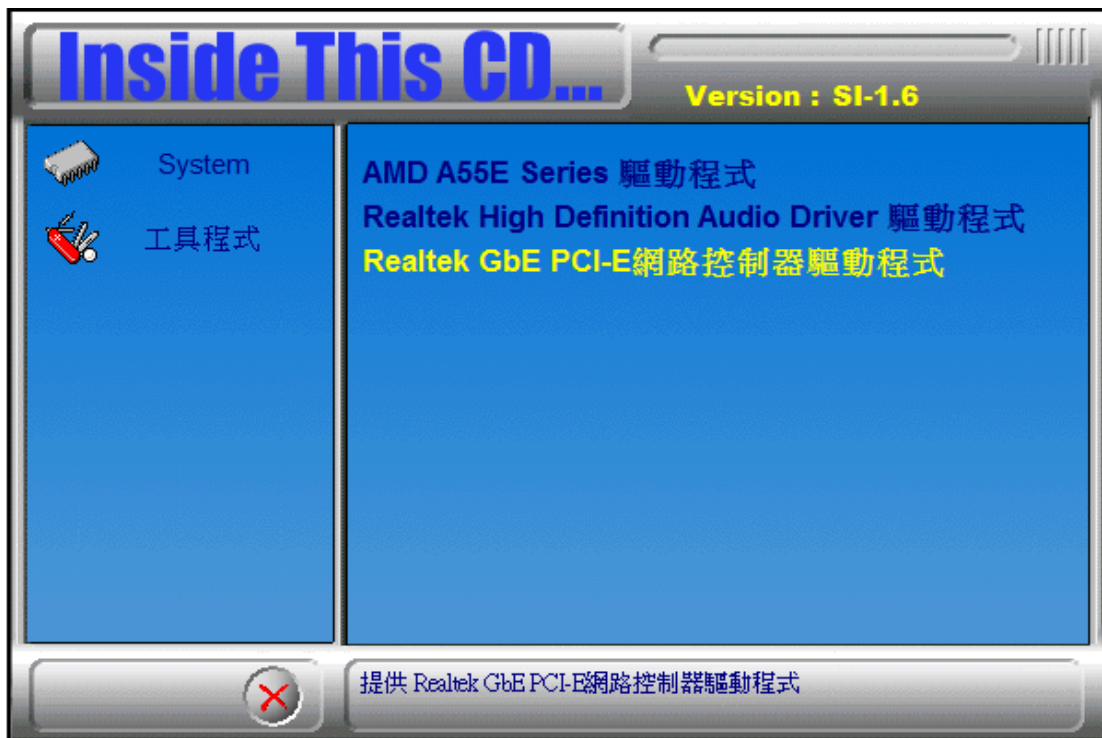 Inside This CD...
Version : SI-1.6
System
工具程式
AMD A55E Series 驅動程式
Realtek High Definition Audio Driver 驅動程式
Realtek GbE PCI-E網路控制器驅動程式
提供 Realtek GbE PCI-E網路控制器驅動程式